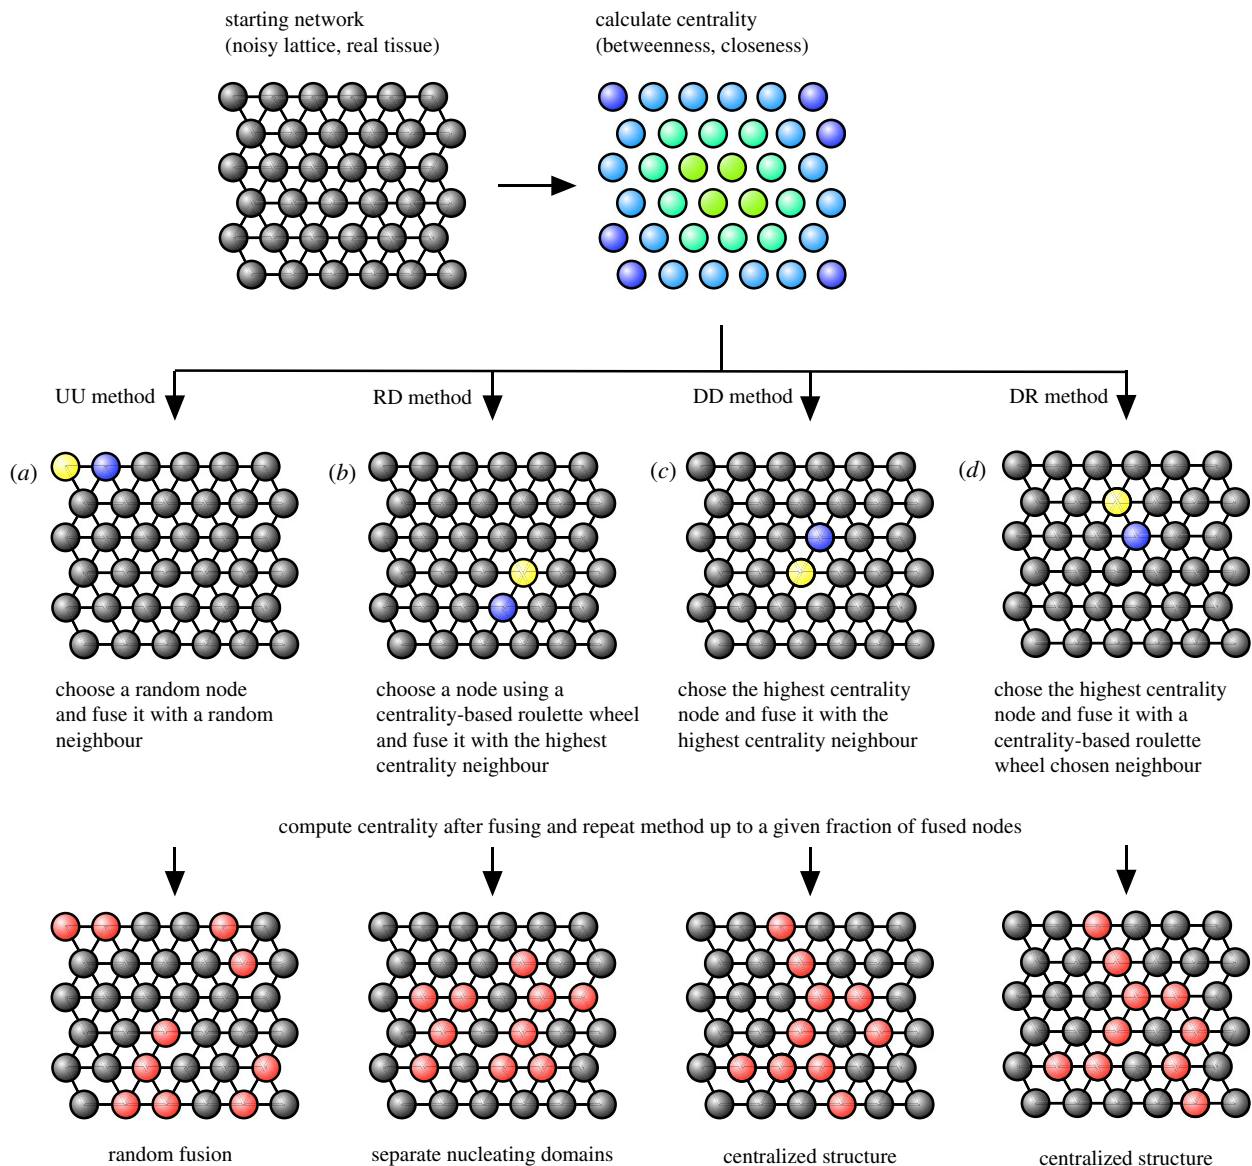 starting network
(noisy lattice, real tissue)
calculate centrality
(betweenness, closeness)
UU method
RD method
DD method
DR method
(a)
(b)
(c)
(d)
choose a random node
and fuse it with a random
neighbour
choose a node using a
centrality-based roulette wheel
and fuse it with the highest
centrality neighbour
chose the highest centrality
node and fuse it with the
highest centrality neighbour
chose the highest centrality
node and fuse it with a
centrality-based roulette
wheel chosen neighbour
compute centrality after fusing and repeat method up to a given fraction of fused nodes
random fusion
separate nucleating domains
centralized structure
centralized structure